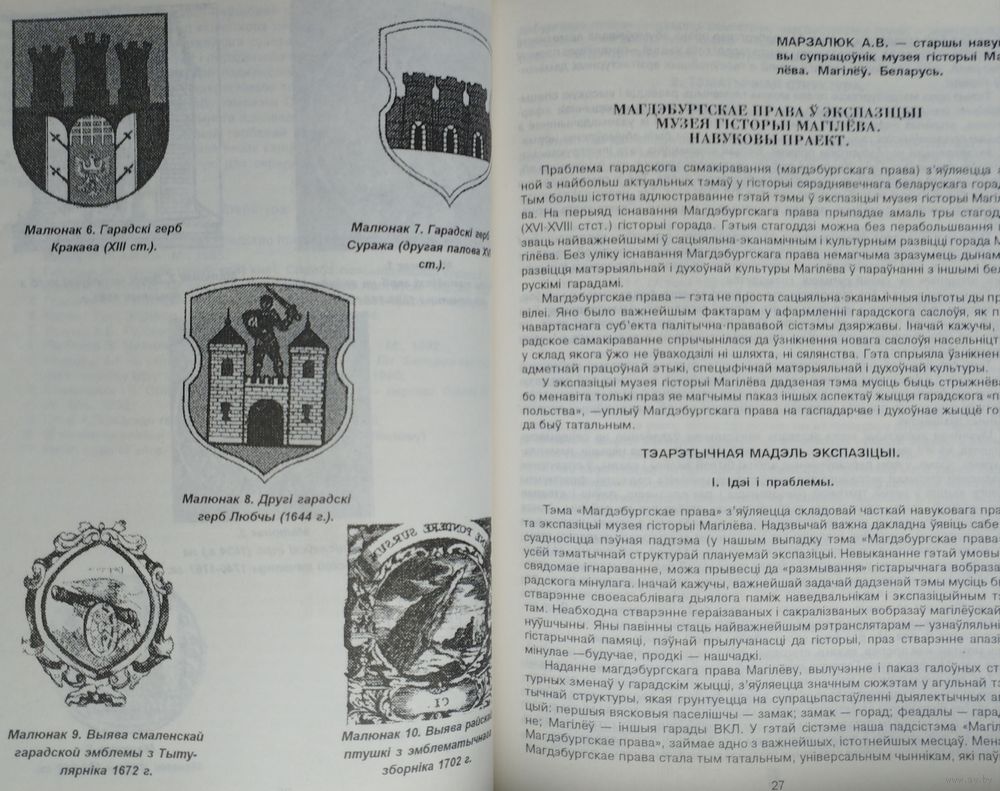 Малюнак 6. Гарадскі герб
Кракава (XIII ст.).
Малюнак 7. Гарадскі герб
Суража (другая палова XVI
ст.).
Малюнак 8. Другі гарадскі
герб Любчы (1644 г.).
Малюнак 9. Выява смаленскай
гарадской эмблемы з Тыту-
лярніка 1672 г.
Малюнак 10. Выява райскай
птушкі з эмблематычнага
зборніка 1702 г.
МАРЗАЛЮК А.В. — старшы навуко
вы супрацоўнік музея гісторыі Ма
лёва. Магілёў. Беларусь.
МАГДЭБУРГСКАЕ ПРАВА Ў ЭКСПАЗІЦЫІ
МУЗЕЯ ГІСТОРЫІ МАГІЛЁВА.
НАВУКОВЫ ПРАЕКТ.
Праблема гарадскога самакіравання (магдэбургскага права) з'яўляецца
ной з найбольш актуальных тэмаў у гісторыі сярэднявечнага беларускага горад
Тым больш істотна адлюстраванне гэтай тэмы ў экспазіцыі музея гісторыі Магіл
ва. На перыяд існавання Магдэбургскага права прыпадае амаль тры стагод
(XVI-XVIII стст.) гісторыі горада. Гэтыя стагоддзі можна без перабольшвання
зваць найважнейшымі ў сацыяльна-эканамічным і культурным развіцці горада М
гілёва. Без уліку існавання Магдэбургскага права немагчыма зразумець дынам
развіцця матэрыяльнай і духоўнай культуры Магілёва ў параўнанні з іншымі бел
рускімі гарадамі.
Магдэбургскае права — гэта не проста сацыяльна-эканамічныя ільготы ды пр
вілеі. Яно было важнейшым фактарам у афармленні гарадскога саслоўя, як п
навартаснага суб'екта палітычна-прававой сістэмы дзяржавы. Іначай кажучы,
радское самакіраванне спрычынілася да ўзнікнення новага саслоўя насельніцт
у склад якога ўжо не ўваходзілі ні шляхта, ні сялянства. Гэта спрыяла ўзнікнен
адметнай працоўнай этыкі, спецыфічнай матэрыяльнай і духоўнай культуры.
У экспазіцыі музея гісторыі Магілёва дадзеная тэма мусіць быць стрыжнёва
бо менавіта толькі праз яе магчымы паказ іншых аспектаў жыцця гарадскога «п
польства», —уплыў Магдэбургскага права на гаспадарчае і духоўнае жыццё го
да быў татальным.
ТЭАРЭТЫЧНАЯ МАДЭЛЬ ЭКСПАЗІЦЫІ.
I. Ідэі і праблемы.
Тэма «Магдэбургскае права» з'яўляецца складовай часткай навуковага пра
та экспазіцыі музея гісторыі Магілёва. Надзвычай важна дакладна ўявіць сабе
суадносіцца пэўная падтэма (у нашым выпадку тэма «Магдэбургскае права
усёй тэматычнай структурай плануемай экспазіцыі. Невыкананне гэтай умовы
свядомае ігнараванне, можа прывесці да «размывання» гістарычнага вобраза
радскога мінулага. Іначай кажучы, важнейшай задачай дадзенай тэмы мусіць б
стварэнне своеасаблівага дыялога паміж наведвальнікам і экспазіцыйным т
там. Неабходна стварэнне гераізаваных і сакралізваных вобразаў магілёўскай
нуўшчыны. Яны павінны стаць найважнейшым рэтранслятарам — узнаўляльні
гістарычнай памяці, пэўнай прылучанасці да гісторыі, праз стварэнне апазі
мінулае —будучае, продкі — нашчадкі.
Наданне магдэбургскага права Магілёву, вылучэнне і паказ галоўных ст
турных зменаў у гарадскім жыцці, з'яўляецца значным сюжэтам у агульнай т
тычнай структуры, якая грунтуецца на супрацьпастаўленні дыялектычных ап
цый: першыя вясковыя паселішчы — замак; замак — горад; феадалы — гарад
не; Магілёў — іншыя гарады ВКЛ. У гэтай сістэме наша падсістэма «Магіл
Магдэбургскае права», займае адно з важнейшых, істотнейшых месцаў. Мена
Магдэбургскае права стала тым татальным, універсальным чыннікам, які паў
27
www.ay.by